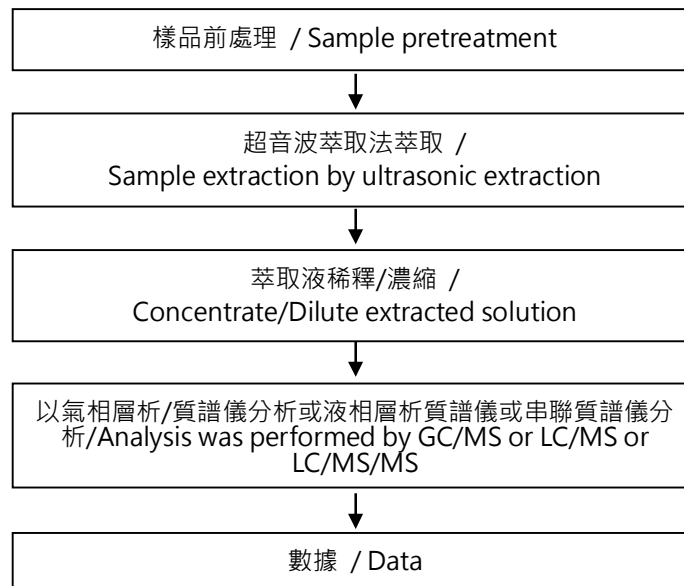 樣品前處理 / Sample pretreatment
超音波萃取法萃取 /
Sample extraction by ultrasonic extraction
萃取液稀釋/濃縮 /
Concentrate/Dilute extracted solution
以氣相層析/質譜儀分析或液相層析質譜儀或串聯質譜儀分
析/Analysis was performed by GC/MS or LC/MS or
LC/MS/MS
數據 / Data